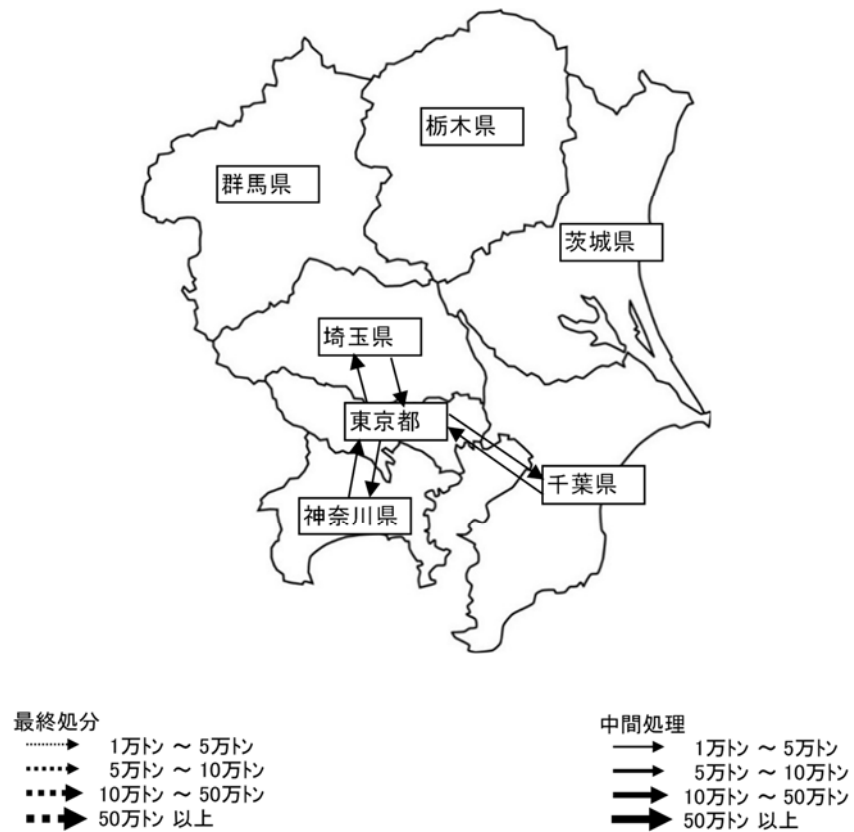 栃木県
群馬県
茨城県
埼玉県
東京都
千葉県
神奈川県
最終処分
1万トン ～ 5万トン
5万トン ～ 10万トン
10万トン ～ 50万トン
50万トン 以上
中間処理
1万トン ～ 5万トン
5万トン ～ 10万トン
10万トン ～ 50万トン
50万トン 以上